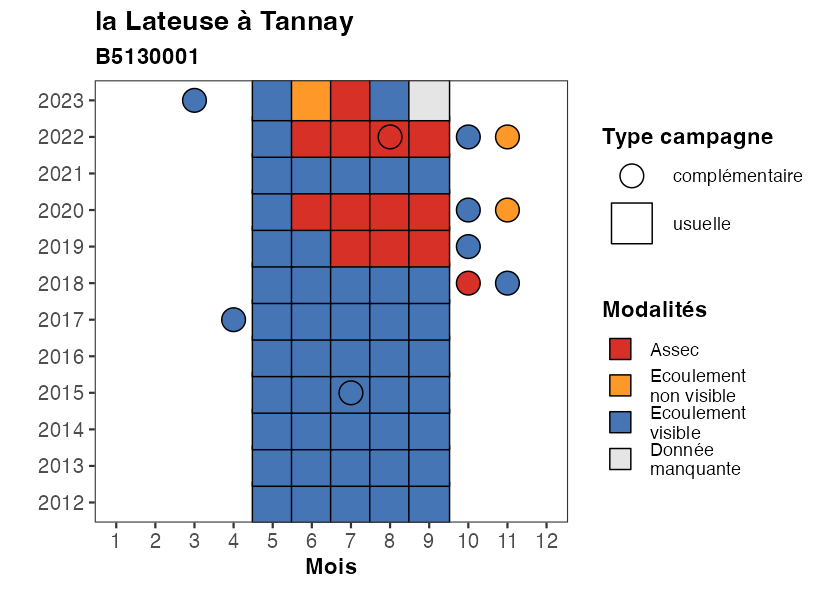 la Lateuse à Tannay
B5130001
2023
2022
2021
2020
2019
2018
2017
2016
2015
2014
2013
2012
1 2 3 4 5 6 7 8 9 10 11 12
Mois
Type campagne
complémentaire
usuelle
Modalités
Assec
Ecoulement
non visible
Ecoulement
visible
Donnée
manquante